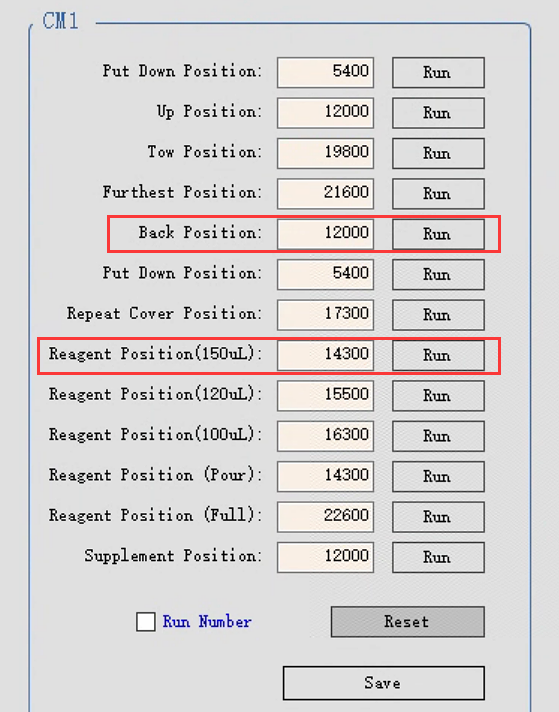 CM1
Put Down Position: 5400 Run
Up Position: 12000 Run
Tow Position: 19800 Run
Furthest Position: 21600 Run
Back Position: 12000 Run
Put Down Position: 5400 Run
Repeat Cover Position: 17300 Run
Reagent Position(150uL): 14300 Run
Reagent Position(120uL): 15500 Run
Reagent Position(100uL): 16300 Run
Reagent Position (Pour): 14300 Run
Reagent Position (Full): 22600 Run
Supplement Position: 12000 Run
Run Number Reset
Save